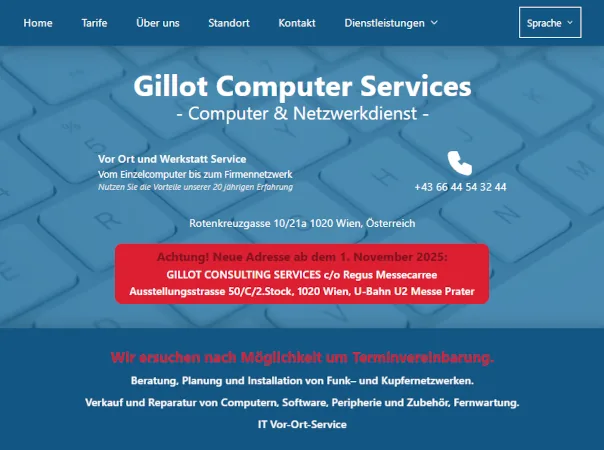 Home Tarife Über uns Standort Kontakt Dienstleistungen Sprache
Gillot Computer Services
- Computer & Netzwerkdienst -
Vor Ort und Werkstatt Service
Vom Einzelcomputer bis zum Firmennetzwerk
Nutzen Sie die Vorteile unserer 20 jährigen Erfahrung
+43 66 44 54 32 44
Rotenkreuzgasse 10/21a 1020 Wien, Österreich
Achtung! Neue Adresse ab dem 1. November 2025:
GILLOT CONSULTING SERVICES c/o Regus Messecarree
Ausstellungsstrasse 50/C/2.Stock, 1020 Wien, U-Bahn U2 Messe Prater
Wir ersuchen nach Möglichkeit um Terminvereinbarung.
Beratung, Planung und Installation von Funk– und Kupfernetzwerken.
Verkauf und Reparatur von Computern, Software, Peripherie und Zubehör, Fernwartung.
IT Vor-Ort-Service